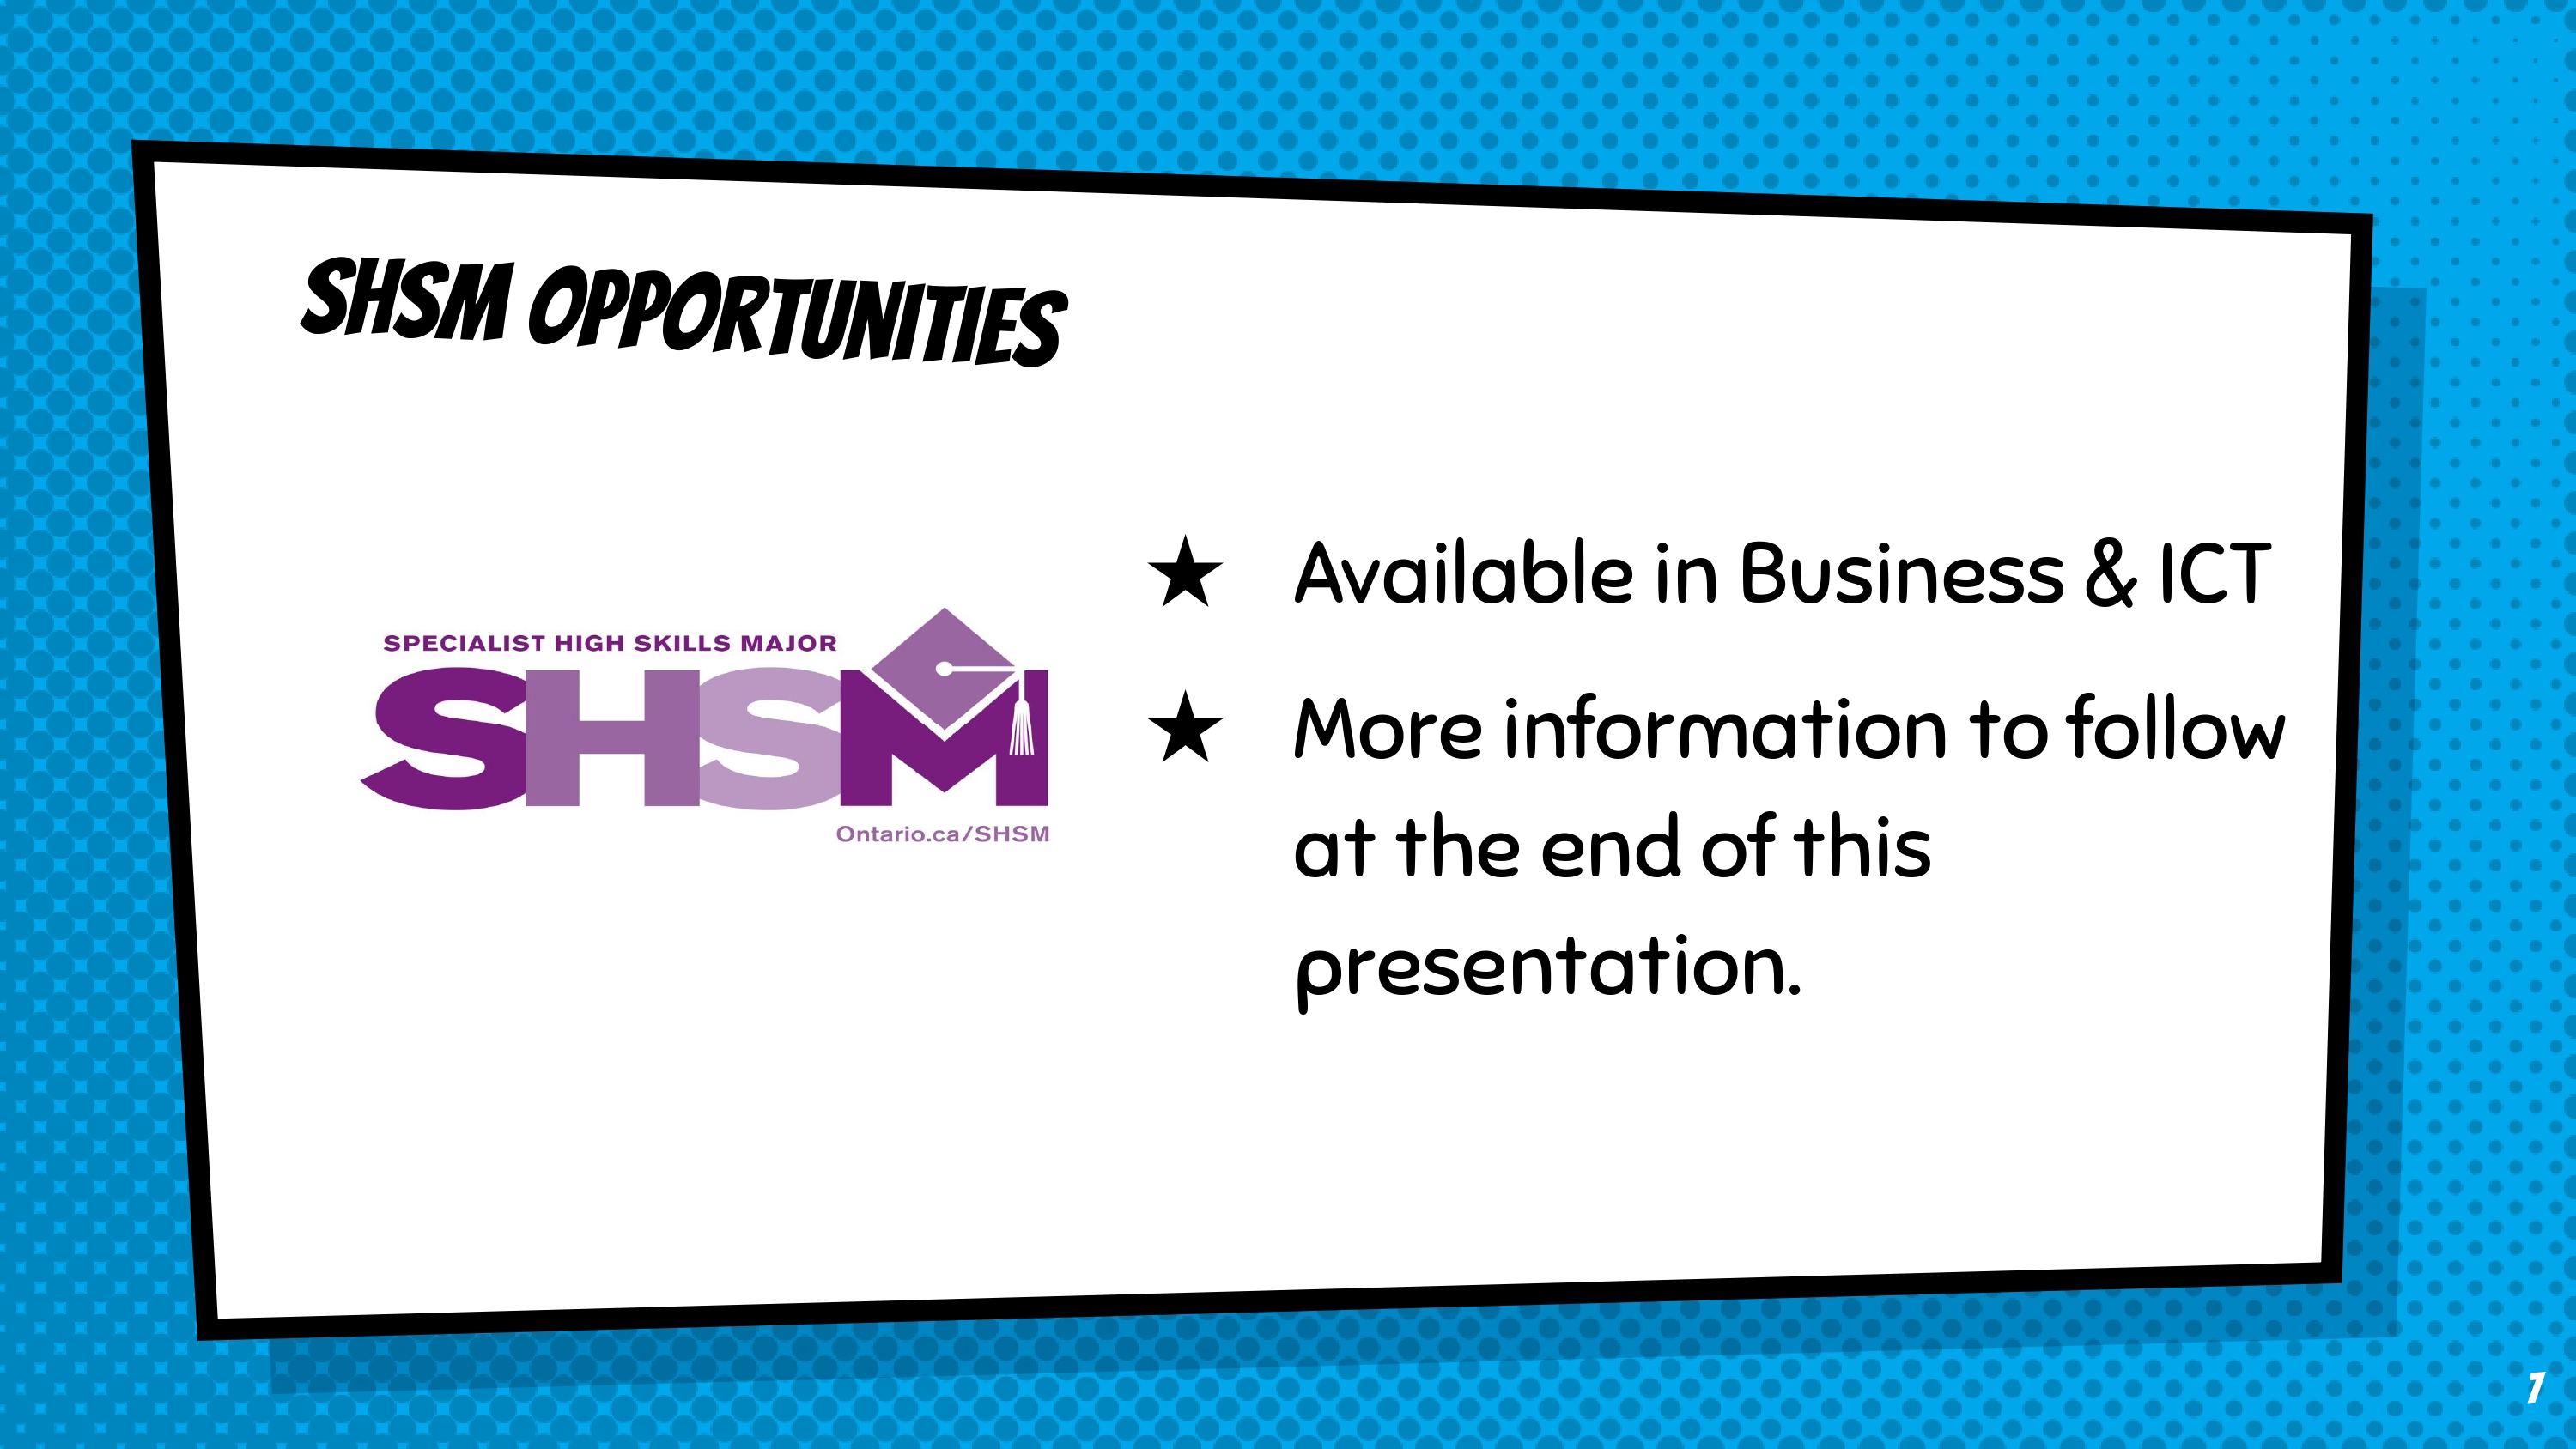 SHSM OPPORTUNITIES
SPECIALIST HIGH SKILLS MAJOR
SHSM
Ontario.ca/SHSM
★ Available in Business & ICT
★ More information to follow
at the end of this
presentation.
7